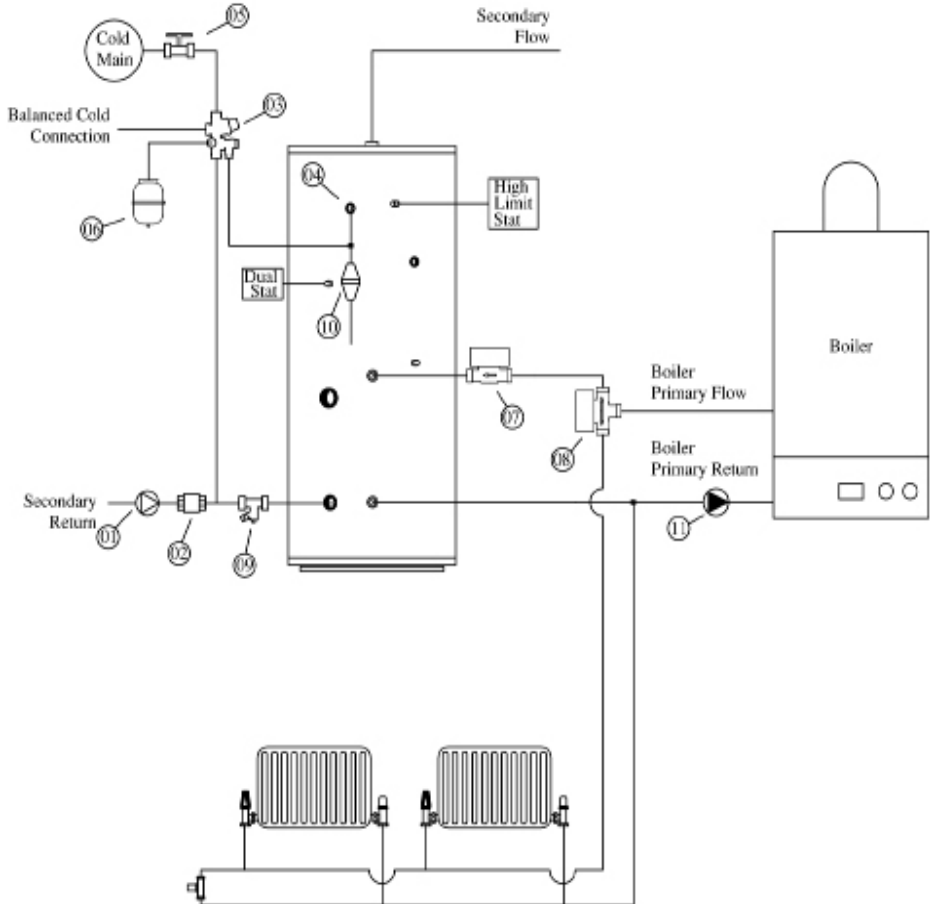 Secondary
Flow
05
Cold
Main
03
Balanced Cold
Connection
04
High
Limit
Stat
06
Dual
Stat
10
Boiler
Boiler
Primary Flow
07
08
Boiler
Primary Return
Secondary
Return
01
02
09
11